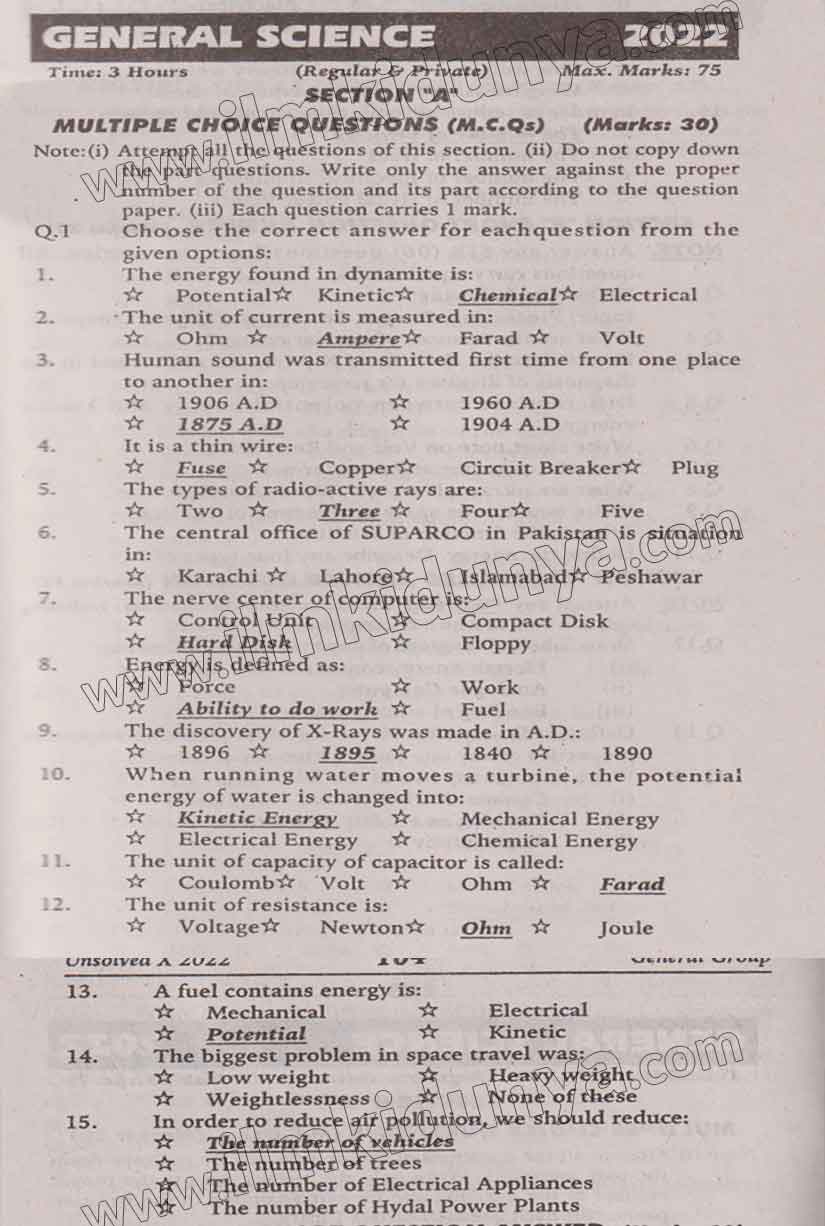 GENERAL SCIENCE 2022
Time: 3 Hours (Regular & Private) Max. Marks: 75
SECTION "A"
MULTIPLE CHOICE QUESTIONS (M.C.Qs) (Marks: 30)
Note:(i) Attempt all the questions of this section. (ii) Do not copy down
the part questions. Write only the answer against the proper
number of the question and its part according to the question
paper. (iii) Each question carries 1 mark.
Q.1 Choose the correct answer for eachquestion from the
given options:
1. The energy found in dynamite is:
☆ Potential☆ Kinetic☆ Chemical☆ Electrical
2. The unit of current is measured in:
☆ Ohm ☆ Ampere☆ Farad ☆ Volt
3. Human sound was transmitted first time from one place
to another in:
☆ 1906 A.D ☆ 1960 A.D
☆ 1875 A.D ☆ 1904 A.D
4. It is a thin wire:
☆ Fuse ☆ Copper☆ Circuit Breaker☆ Plug
5. The types of radio-active rays are:
☆ Two ☆ Three ☆ Four☆ Five
6. The central office of SUPARCO in Pakistan is situation
in:
☆ Karachi ☆ Lahore☆ Islamabad☆ Peshawar
7. The nerve center of computer is:
☆ Control Unit ☆ Compact Disk
☆ Hard Disk ☆ Floppy
8. Energy is defined as:
☆ Force ☆ Work
☆ Ability to do work ☆ Fuel
9. The discovery of X-Rays was made in A.D.:
☆ 1896 ☆ 1895 ☆ 1840 ☆ 1890
10. When running water moves a turbine, the potential
energy of water is changed into:
☆ Kinetic Energy ☆ Mechanical Energy
☆ Electrical Energy ☆ Chemical Energy
11. The unit of capacity of capacitor is called:
☆ Coulomb☆ Volt ☆ Ohm ☆ Farad
12. The unit of resistance is:
☆ Voltage☆ Newton☆ Ohm ☆ Joule
Unsolved X 2022 164 General Group
13. A fuel contains energy is:
☆ Mechanical ☆ Electrical
☆ Potential ☆ Kinetic
14. The biggest problem in space travel was:
☆ Low weight ☆ Heavy weight
☆ Weightlessness ☆ None of these
15. In order to reduce air pollution, we should reduce:
☆ The number of vehicles
☆ The number of trees
☆ The number of Electrical Appliances
☆ The number of Hydal Power Plants
www.ilmkidunya.com
www.ilmkidunya.com
www.ilmkidunya.com